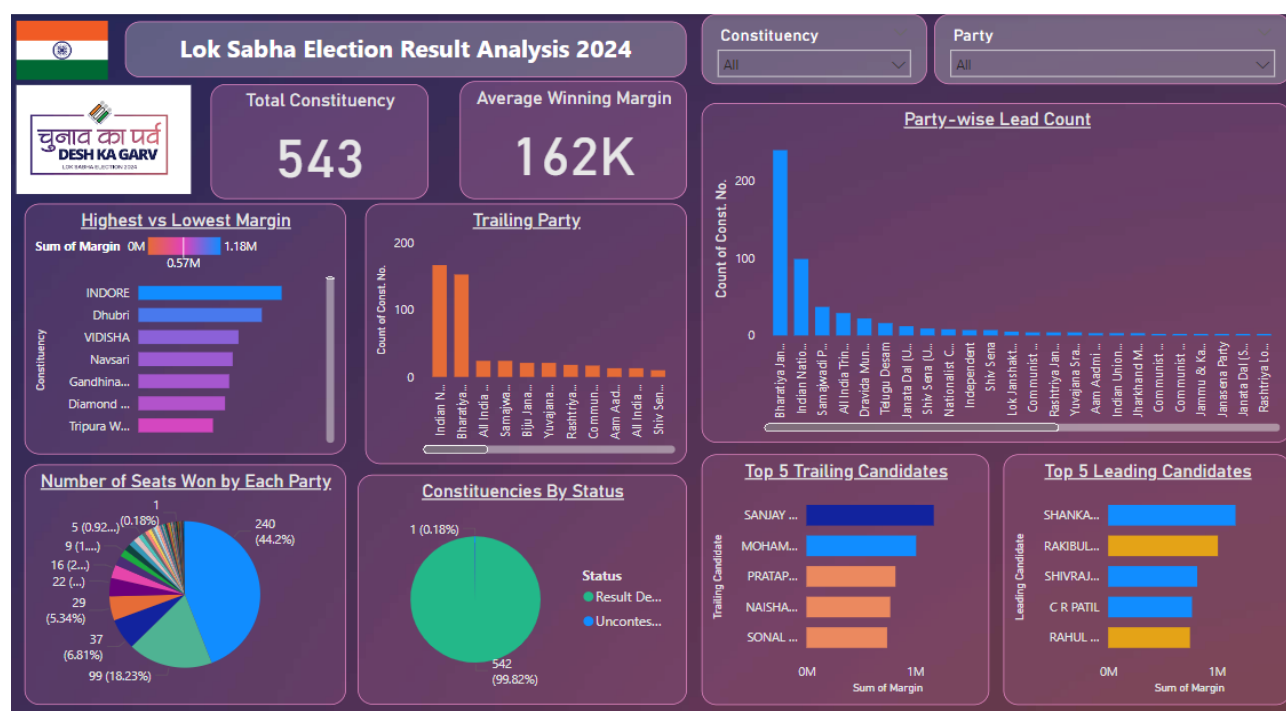 Lok Sabha Election Result Analysis 2024
Constituency
All
Party
All
चुनाव का पर्व
DESH KA GARV
LOK SABHA ELECTION 2024
Total Constituency
543
Average Winning Margin
162K
Highest vs Lowest Margin
Sum of Margin 0M 1.18M
0.57M
Constituency
INDORE
Dhubri
VIDISHA
Navsari
Gandhina...
Diamond ...
Tripura W...
Trailing Party
Count of Const. No.
200
100
0
Indian N...
Bharatiya...
All India ...
Samajwa...
Biju Jana...
Yuvajana...
Rashtriya...
Commun...
Aam Aad...
All India ...
Shiv Sen...
Party-wise Lead Count
Count of Const. No.
200
100
0
Bharatiya Jan...
Indian Natio...
Samajwadi P...
All India Trin...
Dravida Mun...
Telugu Desam
Janata Dal (U...
Shiv Sena (U...
Nationalist C...
Independent
Shiv Sena
Lok Janshakt...
Communist ...
Rashtriya Jan...
Yuvajana Sra...
Aam Aadmi ...
Indian Union...
Jharkhand M...
Communist ...
Communist ...
Jammu & Ka...
Janasena Party
Janata Dal (S...
Rashtriya Lo...
Number of Seats Won by Each Party
1
(0.18%)
5 (0.92...)
9 (1....)
16 (2...)
22 (...)
29
(5.34%)
37
(6.81%)
99 (18.23%)
240
(44.2%)
Constituencies By Status
1 (0.18%)
Status
Result De...
Uncontes...
542
(99.82%)
Top 5 Trailing Candidates
Trailing Candidate
SANJAY ...
MOHAM...
PRATAP...
NAISHA...
SONAL ...
0M 1M
Sum of Margin
Top 5 Leading Candidates
Leading Candidate
SHANKA...
RAKIBUL...
SHIVRAJ...
C R PATIL
RAHUL ...
0M 1M
Sum of Margin